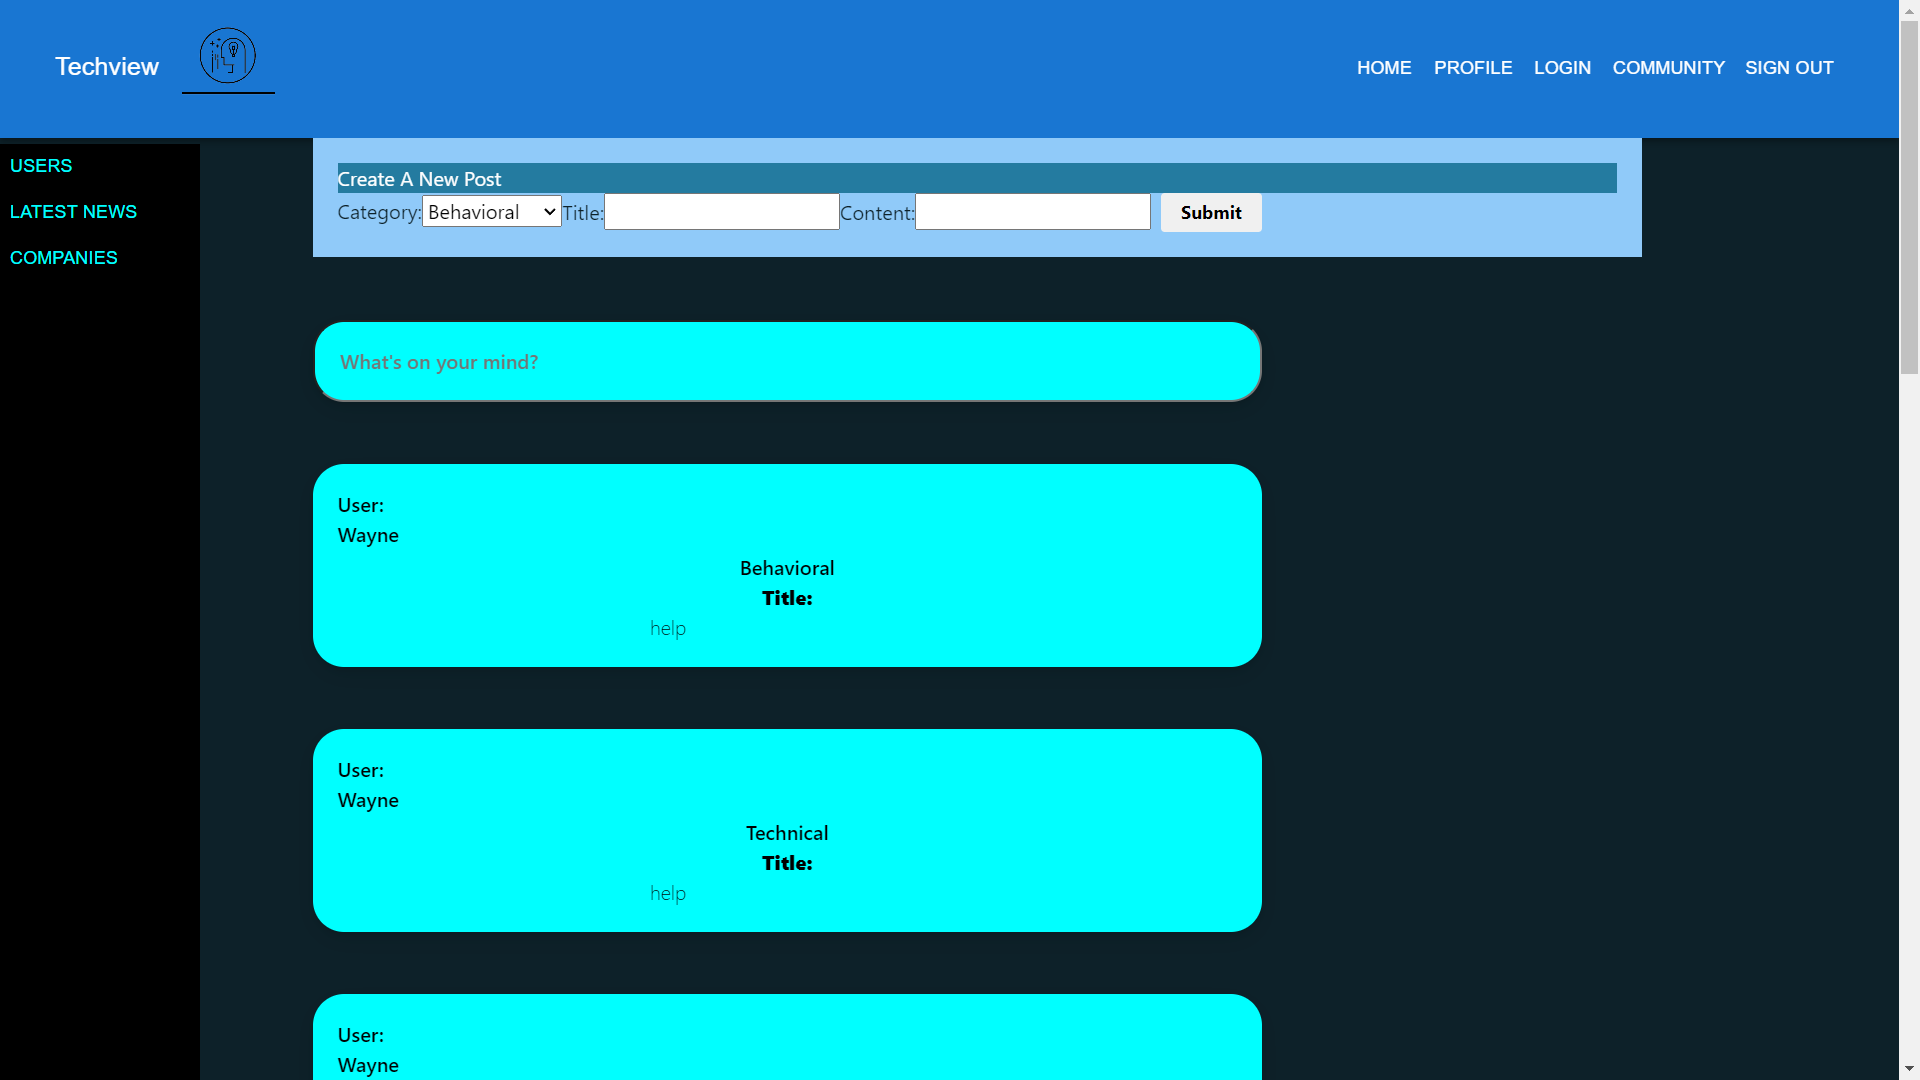 Techview
HOME PROFILE LOGIN COMMUNITY SIGN OUT
USERS
LATEST NEWS
COMPANIES
Create A New Post
Category: Behavioral Title: Content: Submit
What's on your mind?
User:
Wayne
Behavioral
Title:
help
User:
Wayne
Technical
Title:
help
User:
Wayne